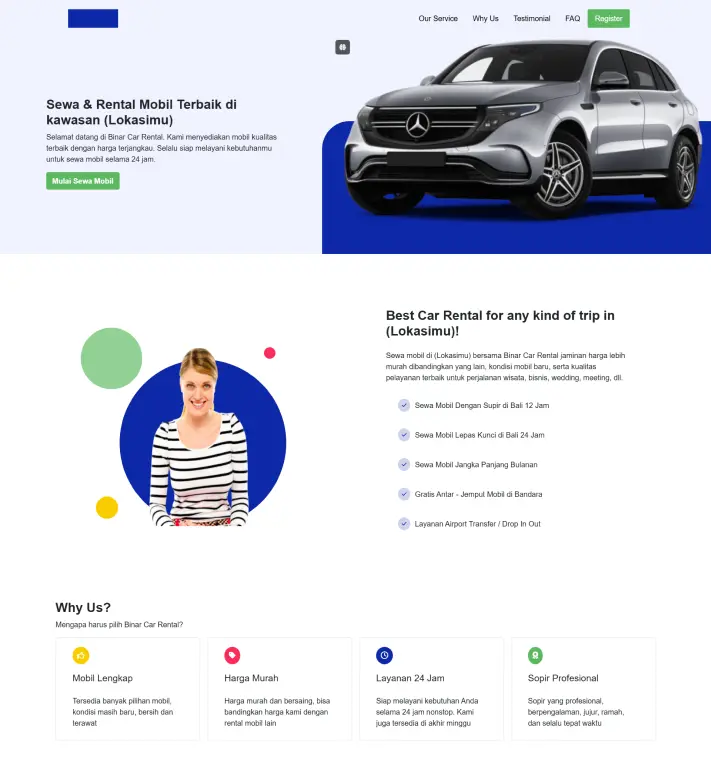 Our Service
Why Us
Testimonial
FAQ
Register
Sewa & Rental Mobil Terbaik di
kawasan (Lokasimu)
Selamat datang di Binar Car Rental. Kami menyediakan mobil kualitas
terbaik dengan harga terjangkau. Selalu siap melayani kebutuhanmu
untuk sewa mobil selama 24 jam.
Mulai Sewa Mobil
Best Car Rental for any kind of trip in
(Lokasimu)!
Sewa mobil di (Lokasimu) bersama Binar Car Rental jaminan harga lebih
murah dibandingkan yang lain, kondisi mobil baru, serta kualitas
pelayanan terbaik untuk perjalanan wisata, bisnis, wedding, meeting, dll.
Sewa Mobil Dengan Supir di Bali 12 Jam
Sewa Mobil Lepas Kunci di Bali 24 Jam
Sewa Mobil Jangka Panjang Bulanan
Gratis Antar - Jemput Mobil di Bandara
Layanan Airport Transfer / Drop In Out
Why Us?
Mengapa harus pilih Binar Car Rental?
Mobil Lengkap
Tersedia banyak pilihan mobil,
kondisi masih baru, bersih dan
terawat
Harga Murah
Harga murah dan bersaing, bisa
bandingkan harga kami dengan
rental mobil lain
Layanan 24 Jam
Siap melayani kebutuhan Anda
selama 24 jam nonstop. Kami
juga tersedia di akhir minggu
Sopir Profesional
Sopir yang profesional,
berpengalaman, jujur, ramah,
dan selalu tepat waktu